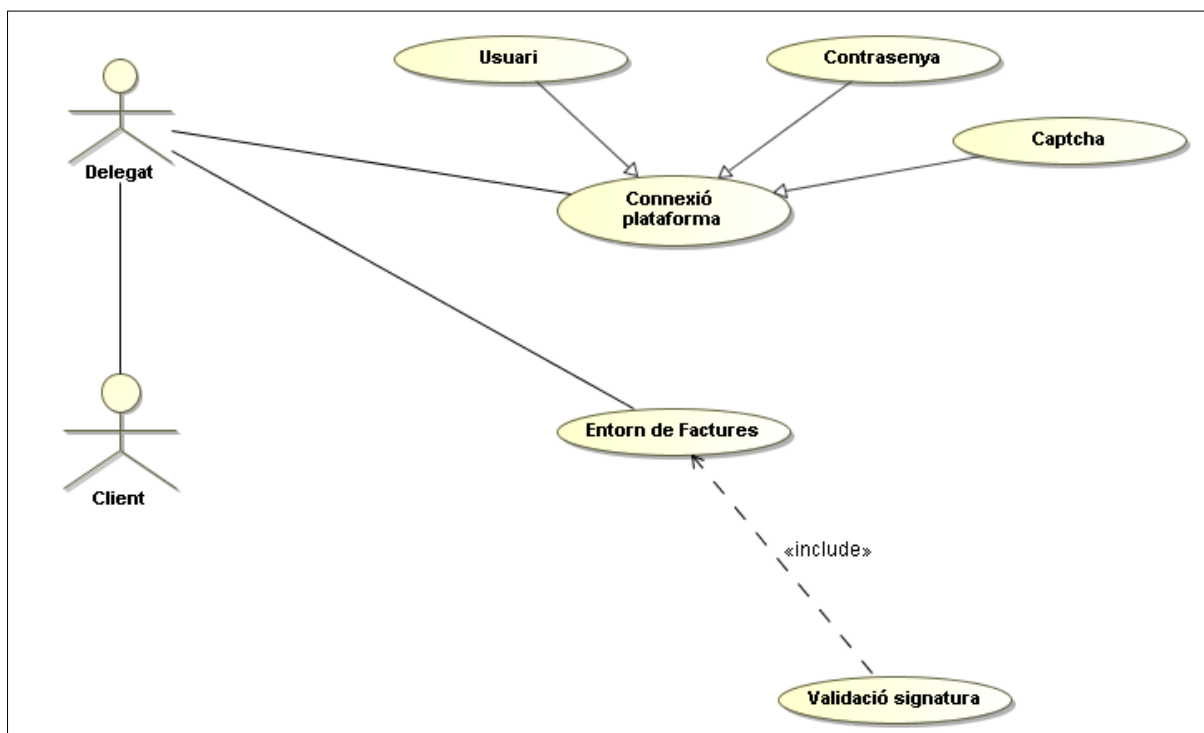 Usuari
Contrasenya
Captcha
Delegat
Connexió
plataforma
Entorn de Factures
Client
«include»
Validació signatura